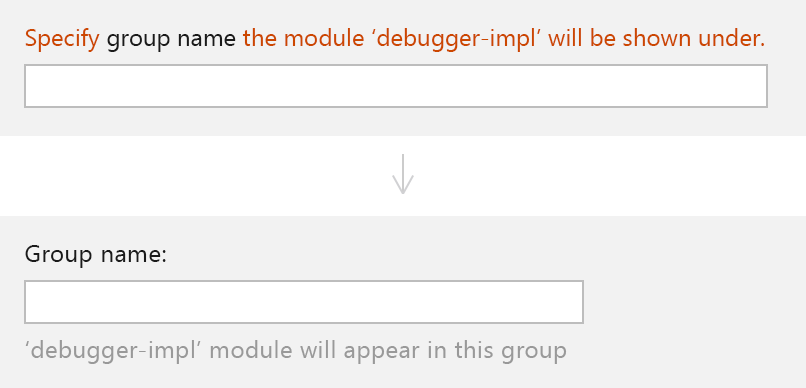 Specify group name the module ‘debugger-impl’ will be shown under.
Group name:
‘debugger-impl’ module will appear in this group